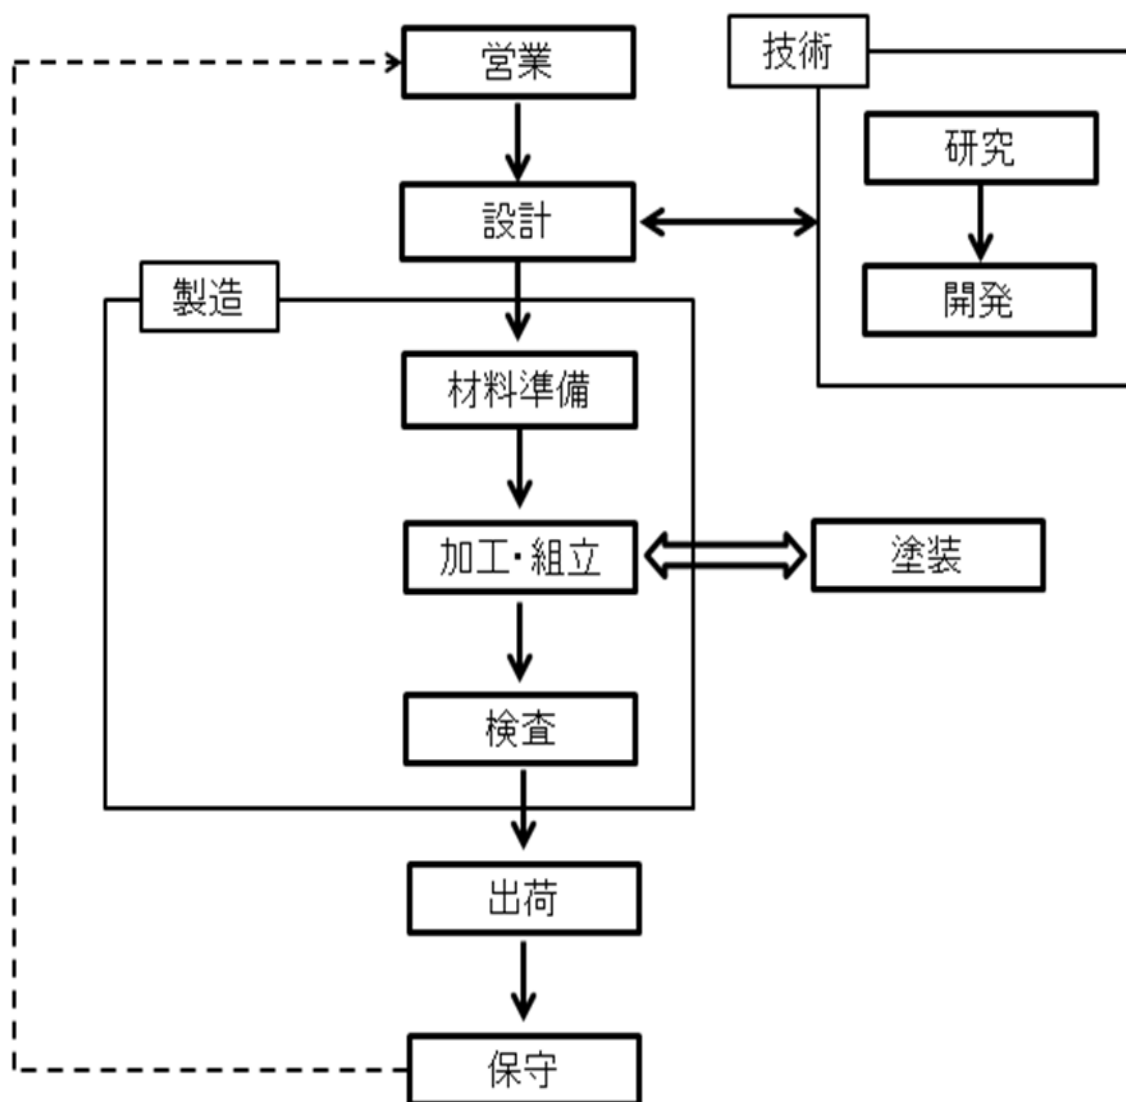 営業
技術
研究
設計
開発
製造
材料準備
加工・組立
塗装
検査
出荷
保守